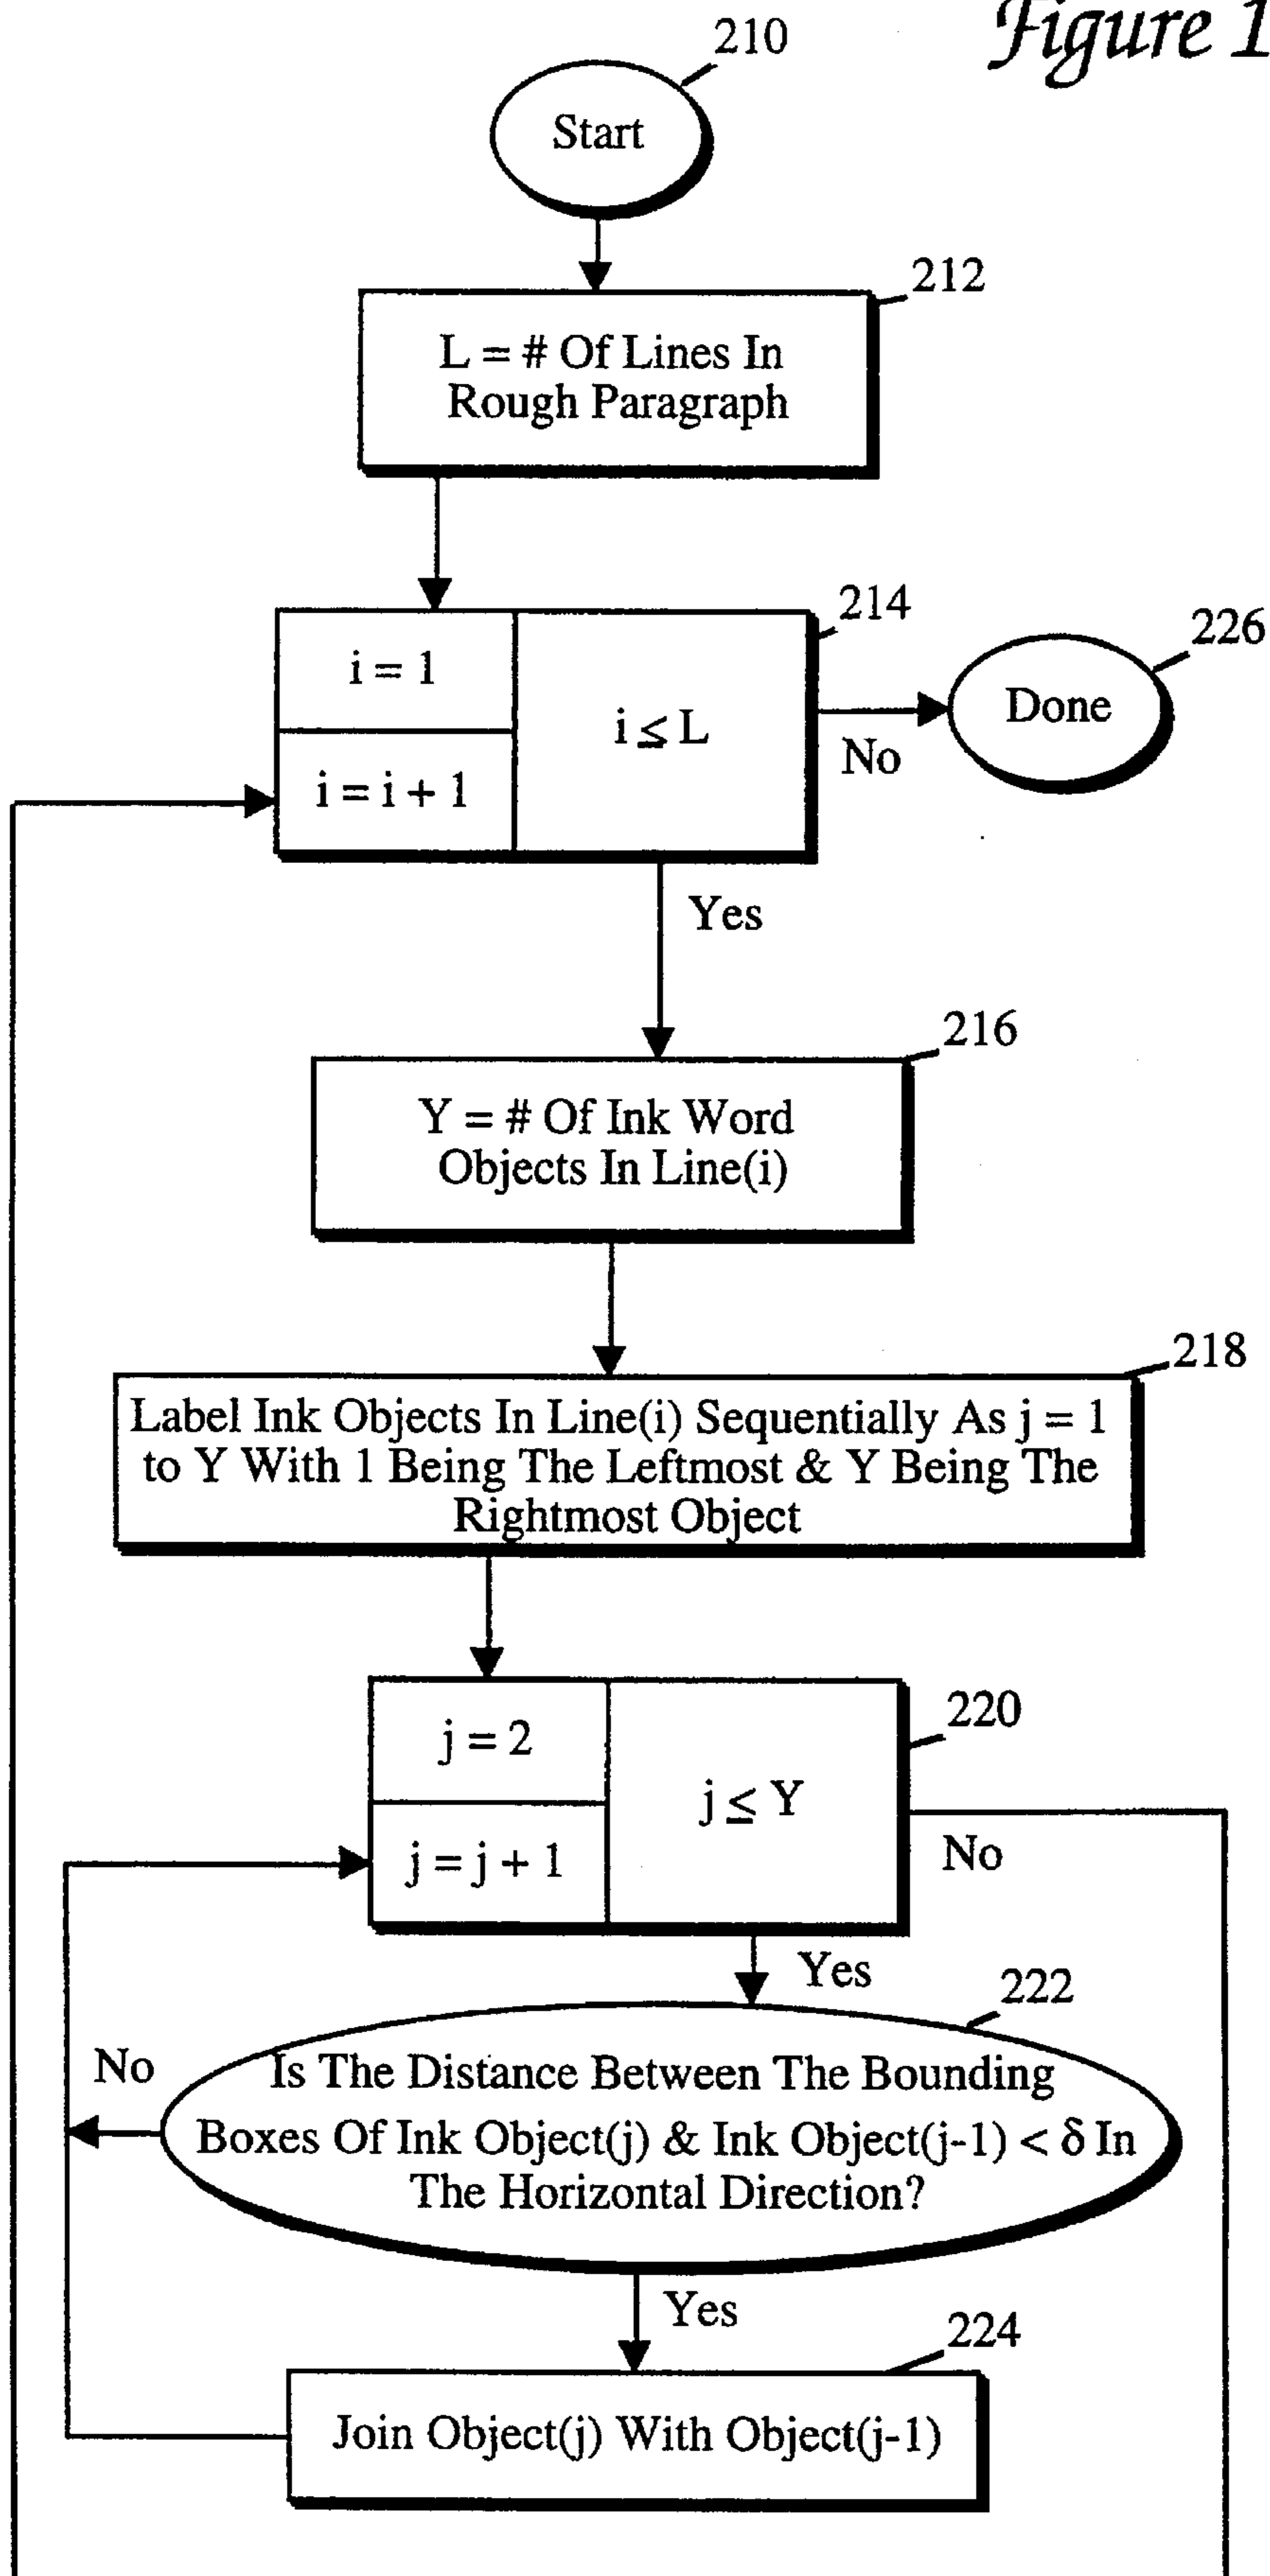 Figure 1
210
Start
212
L = # Of Lines In
Rough Paragraph
214
i = 1
i = i + 1
i ≤ L
226
Done
No
Yes
216
Y = # Of Ink Word
Objects In Line(i)
218
Label Ink Objects In Line(i) Sequentially As j = 1
to Y With 1 Being The Leftmost & Y Being The
Rightmost Object
220
j = 2
j = j + 1
j ≤ Y
No
Yes
222
No
Is The Distance Between The Bounding
Boxes Of Ink Object(j) & Ink Object(j-1) < δ In
The Horizontal Direction?
Yes
224
Join Object(j) With Object(j-1)